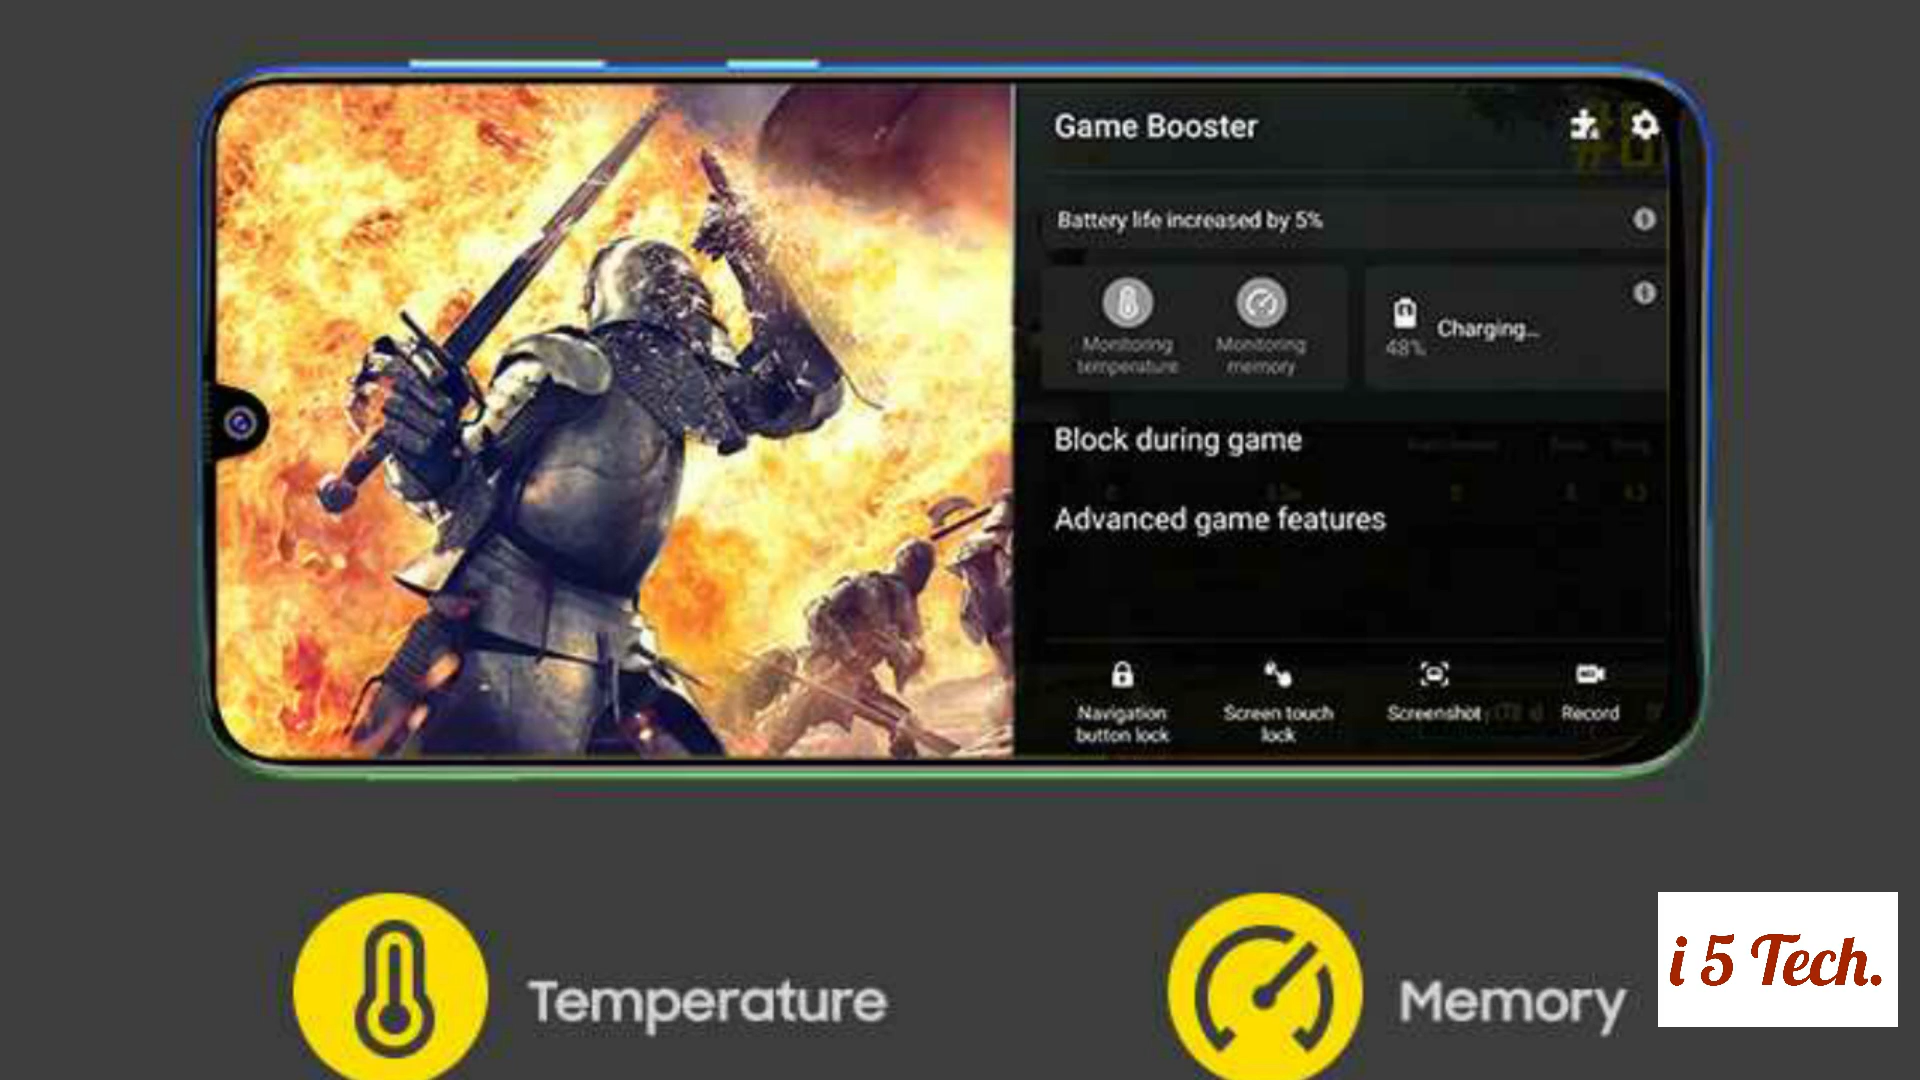 Game Booster
Battery life increased by 5%
Monitoring
temperature
Monitoring
memory
48%
Charging...
Block during game
Advanced game features
Navigation
button lock
Screen touch
lock
Screenshot
Record
Temperature
Memory
i 5 Tech.